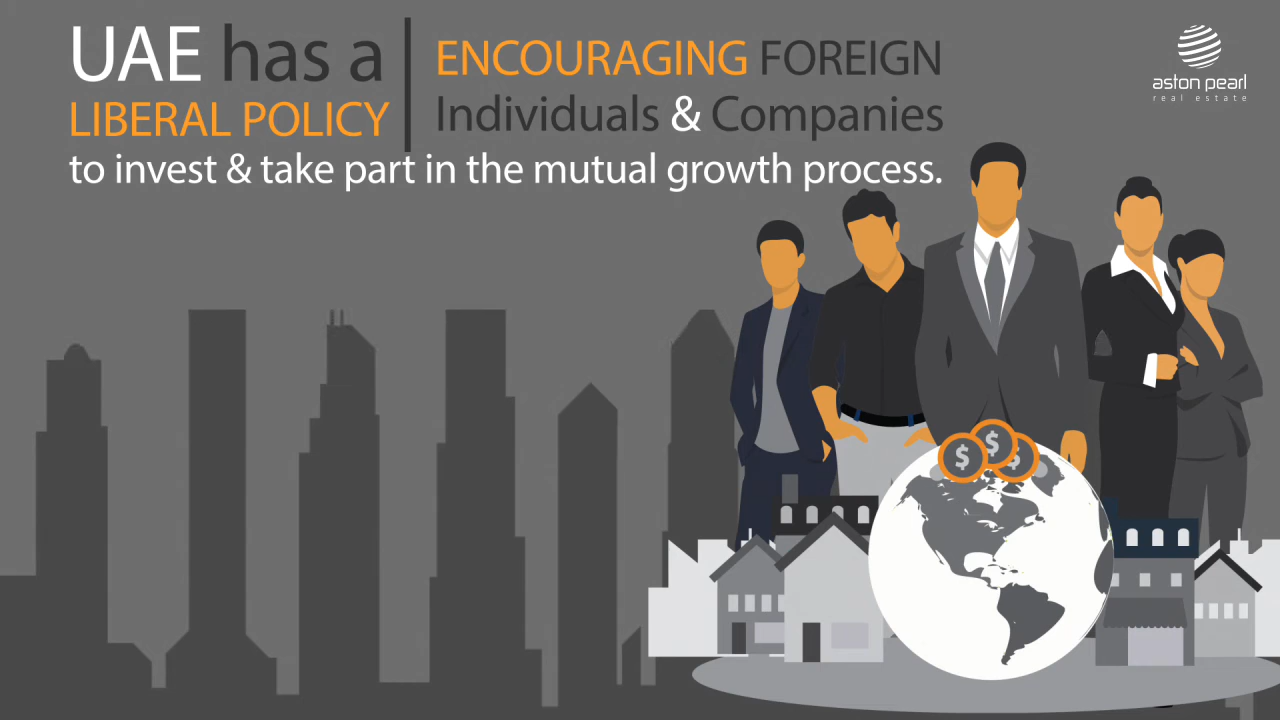 UAE has a
LIBERAL POLICY
ENCOURAGING FOREIGN
Individuals & Companies
to invest & take part in the mutual growth process.
aston pearl
real estate
$ $ $